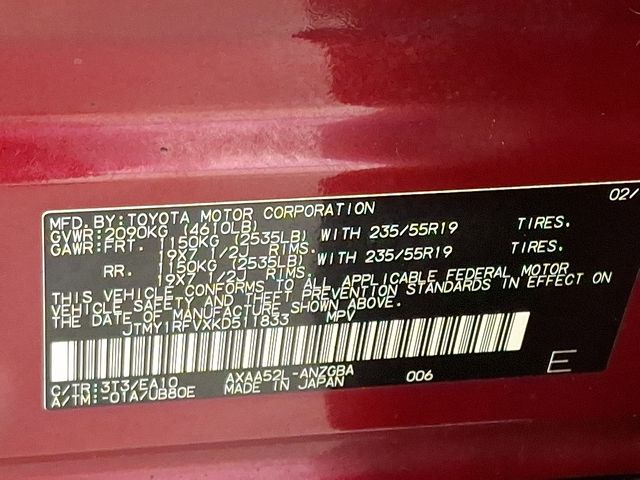 02/
MFD. BY: TOYOTA MOTOR CORPORATION
GVWR: 2090KG (4610LB)
GAWR: FRT. 1150KG (2535LB) WITH 235/55R19 TIRES.
19X7 1/2J RIMS.
RR. 1150KG (2535LB) WITH 235/55R19 TIRES.
19X7 1/2J RIMS.
THIS VEHICLE CONFORMS TO ALL APPLICABLE FEDERAL MOTOR
VEHICLE SAFETY AND THEFT PREVENTION STANDARDS IN EFFECT ON
THE DATE OF MANUFACTURE SHOWN ABOVE.
JTMY1RFVXKD511833 MPV
E
C/TR: 3T3/EA10 AXAA52L-ANZGBA 006
A/TM: -01A/UB80E MADE IN JAPAN